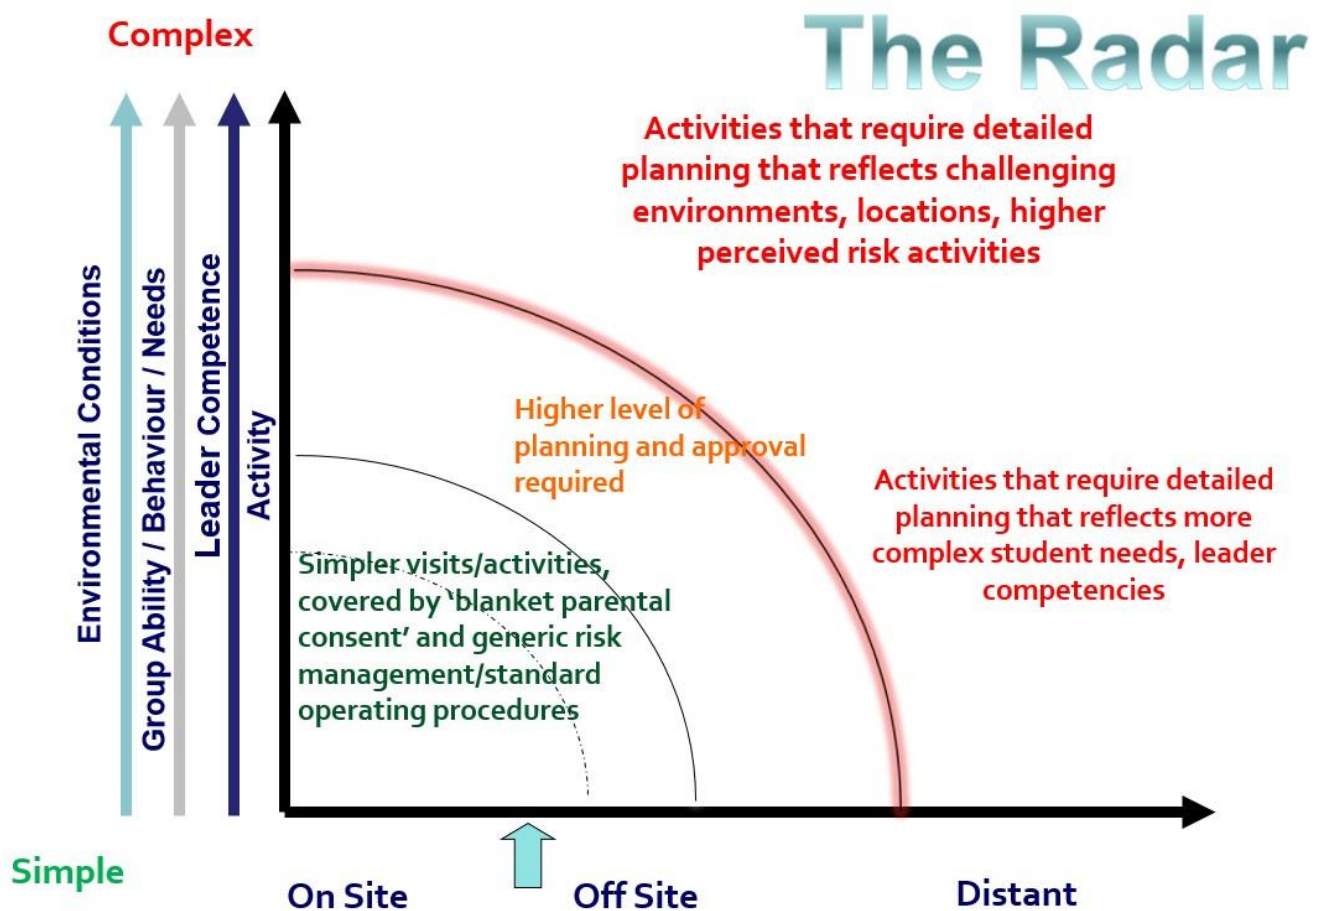 Complex
The Radar
Activities that require detailed
planning that reflects challenging
environments, locations, higher
perceived risk activities
Environmental Conditions
Group Ability / Behaviour / Needs
Leader Competence
Activity
Higher level of
planning and approval
required
Activities that require detailed
planning that reflects more
complex student needs, leader
competencies
Simpler visits/activities,
covered by ‘blanket parental
consent’ and generic risk
management/standard
operating procedures
Simple
On Site
Off Site
Distant